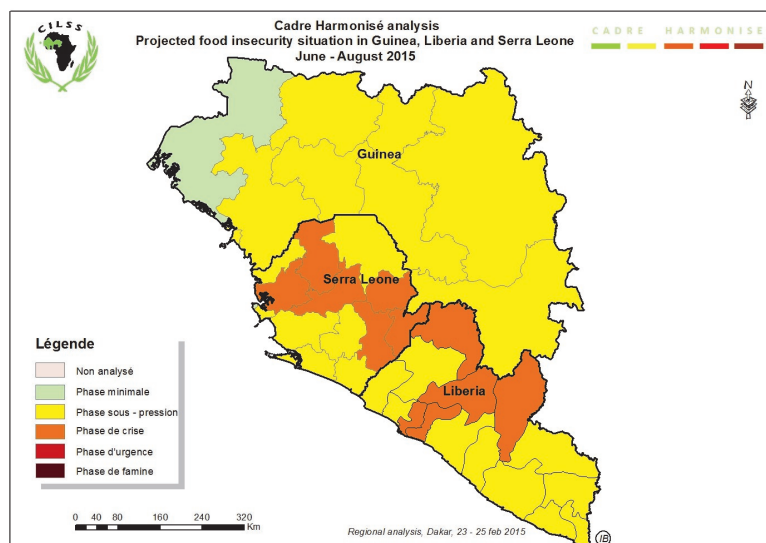 CILSS
Cadre Harmonisé analysis
Projected food insecurity situation in Guinea, Liberia and Serra Leone
June - August 2015
CADRE HARMONISE
N
Guinea
Serra Leone
Liberia
Légende
Non analysé
Phase minimale
Phase sous - pression
Phase de crise
Phase d'urgence
Phase de famine
0 40 80 160 240 320
Km
Regional analysis, Dakar, 23 - 25 feb 2015
IB